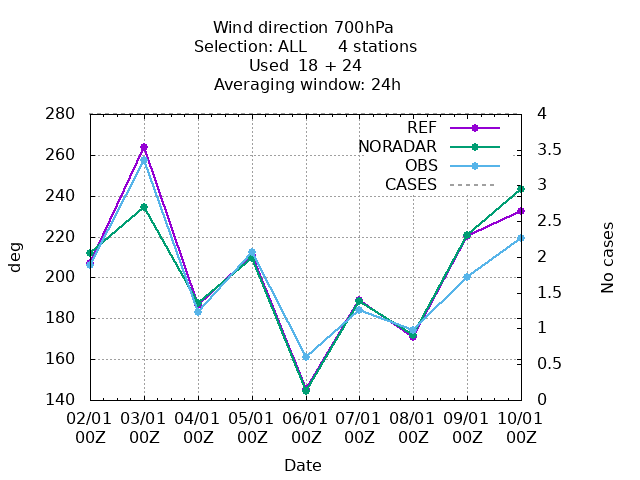 Wind direction 700hPa
Selection: ALL 4 stations
Used 18 + 24
Averaging window: 24h
280
260
240
220
200
180
160
140
deg
4
3.5
3
2.5
2
1.5
1
0.5
0
No cases
REF
NORADAR
OBS
CASES
02/01 03/01 04/01 05/01 06/01 07/01 08/01 09/01 10/01
00Z 00Z 00Z 00Z 00Z 00Z 00Z 00Z 00Z
Date